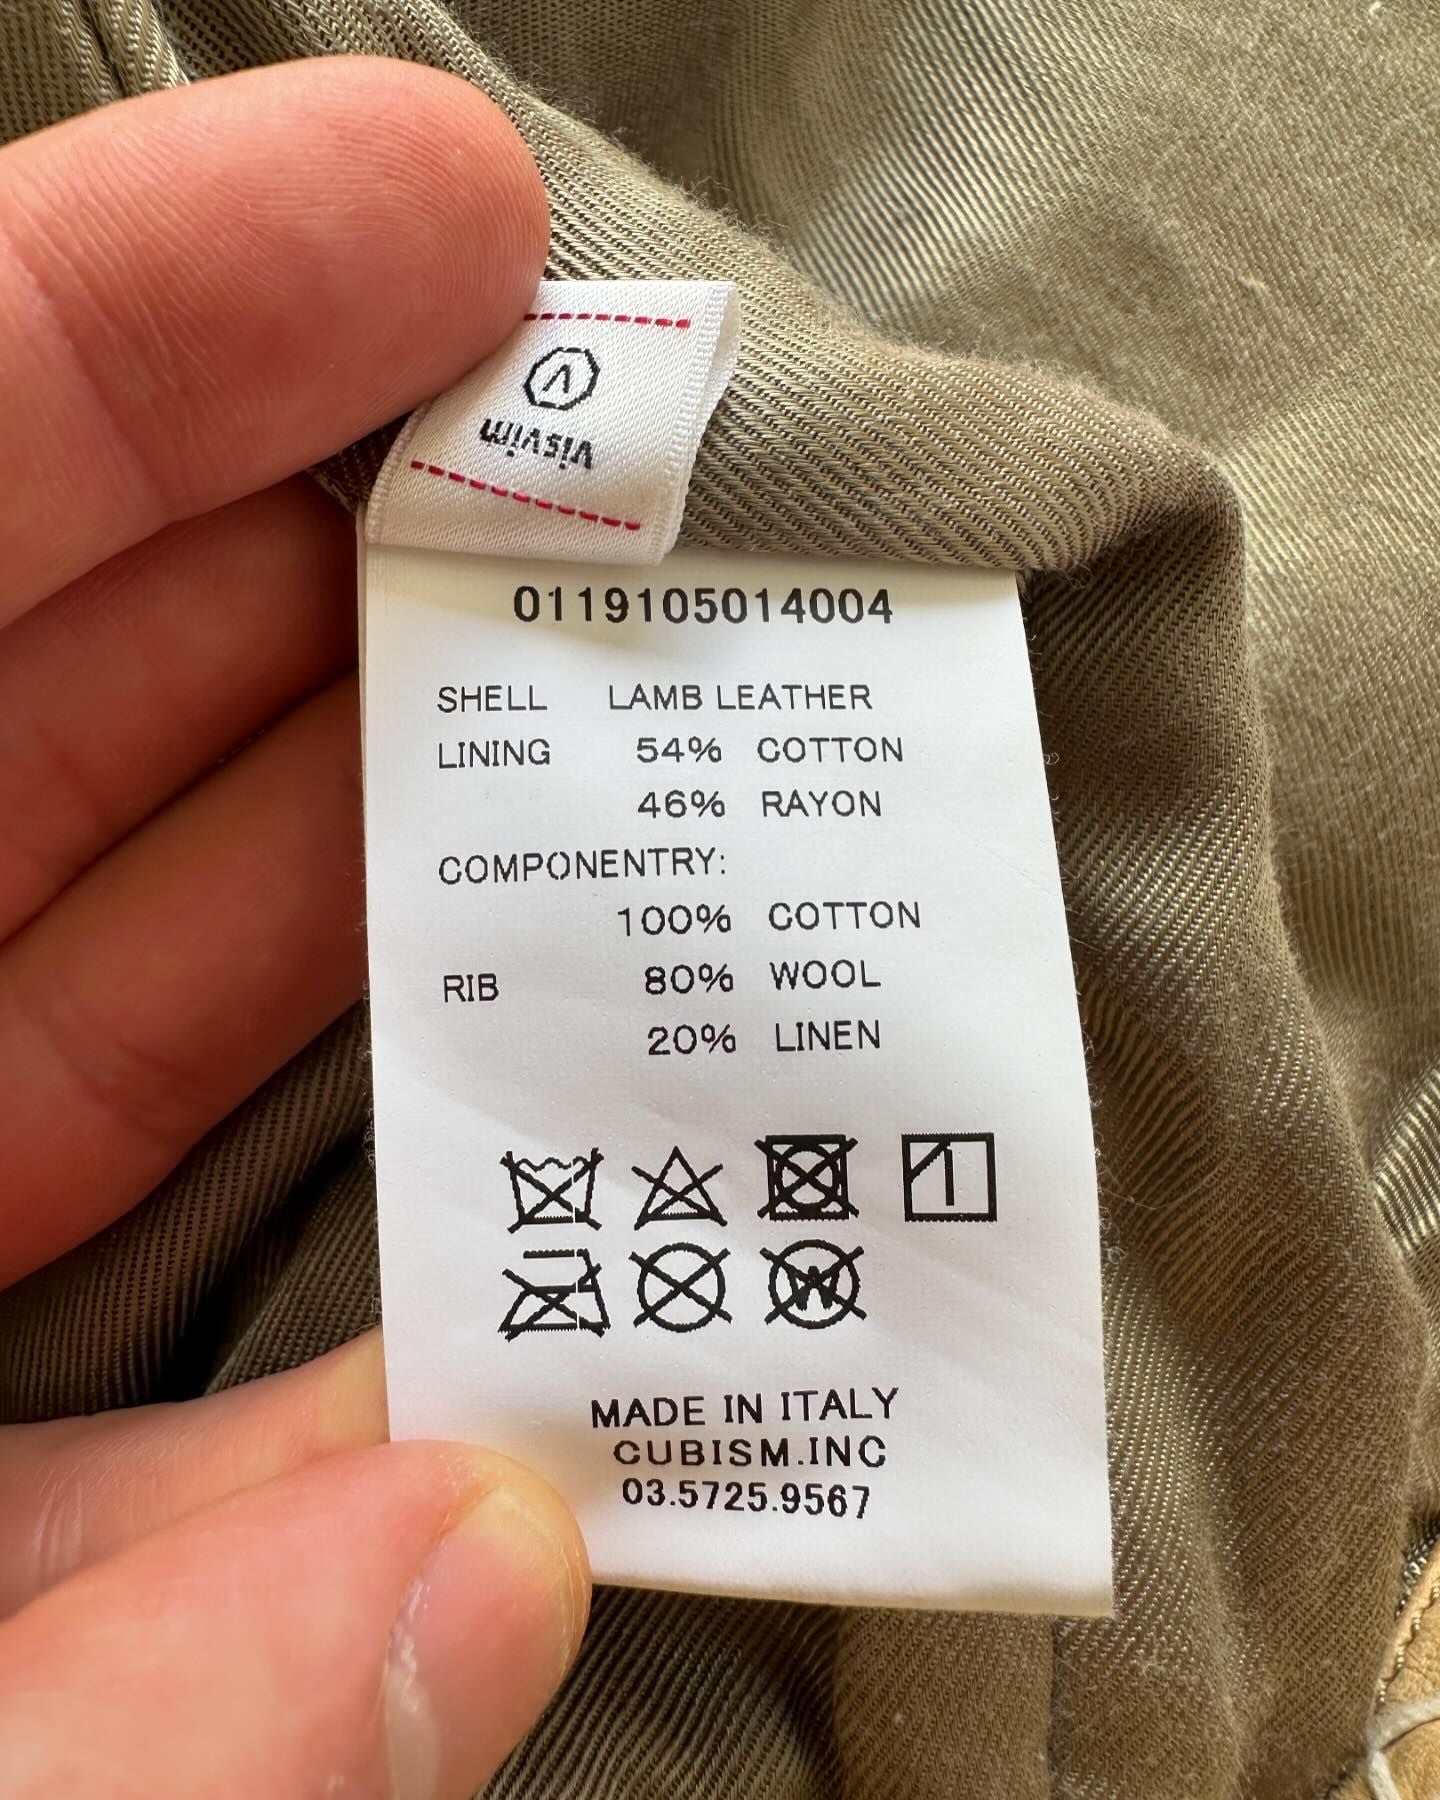 visvim
0119105014004
SHELL LAMB LEATHER
LINING 54% COTTON
46% RAYON
COMPONENTRY:
100% COTTON
RIB 80% WOOL
20% LINEN
W
MADE IN ITALY
CUBISM.INC
03.5725.9567